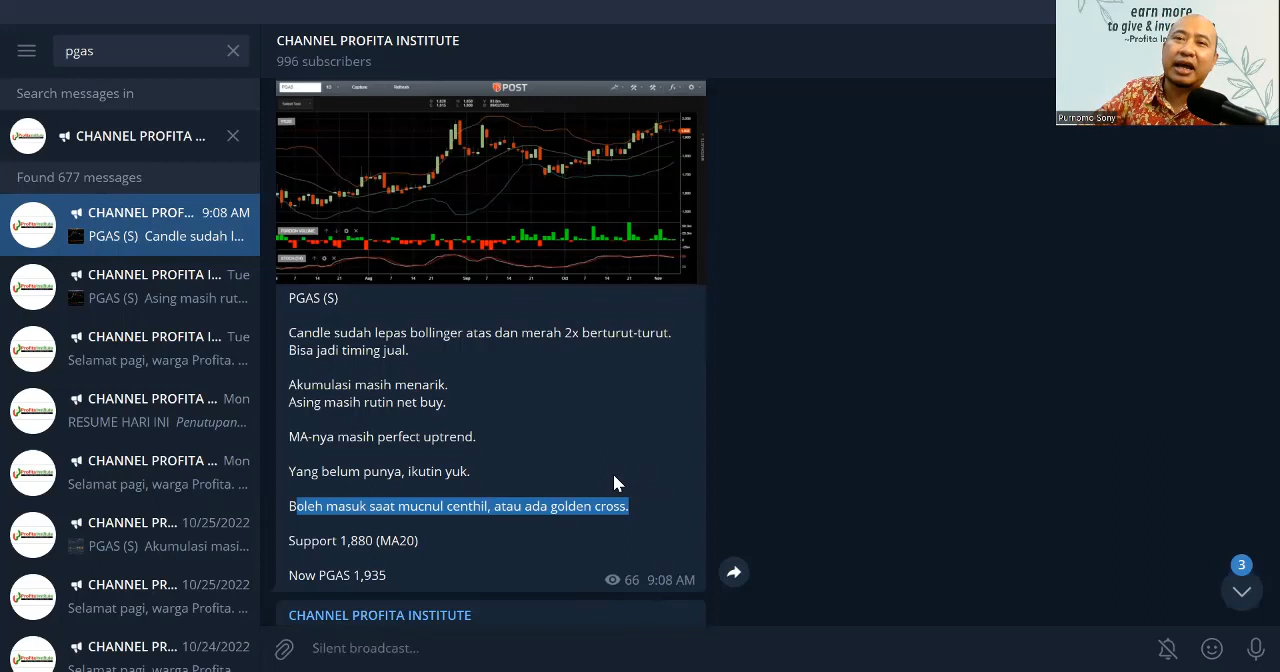 pgas
Search messages in
CHANNEL PROFITA ...
Found 677 messages
CHANNEL PROF... 9:08 AM
PGAS (S) Candle sudah l...
CHANNEL PROFITA I... Tue
PGAS (S) Asing masih rut...
CHANNEL PROFITA I... Tue
Selamat pagi, warga Profita. ...
CHANNEL PROFITA ... Mon
RESUME HARI INI Penutupan...
CHANNEL PROFITA ... Mon
Selamat pagi, warga Profita. ...
CHANNEL PR... 10/25/2022
PGAS (S) Akumulasi masi...
CHANNEL PR... 10/25/2022
Selamat pagi, warga Profita. ...
CHANNEL PR... 10/24/2022
Selamat pagi, warga Profita. ...
CHANNEL PROFITA INSTITUTE
996 subscribers
POST
PGAS (S)
Candle sudah lepas bollinger atas dan merah 2x berturut-turut.
Bisa jadi timing jual.
Akumulasi masih menarik.
Asing masih rutin net buy.
MA-nya masih perfect uptrend.
Yang belum punya, ikutin yuk.
Boleh masuk saat mucnul centhil, atau ada golden cross.
Support 1,880 (MA20)
Now PGAS 1,935
66 9:08 AM
CHANNEL PROFITA INSTITUTE
Silent broadcast...
3
earn more
to give & inv
~Profita In
Purnomo Sony